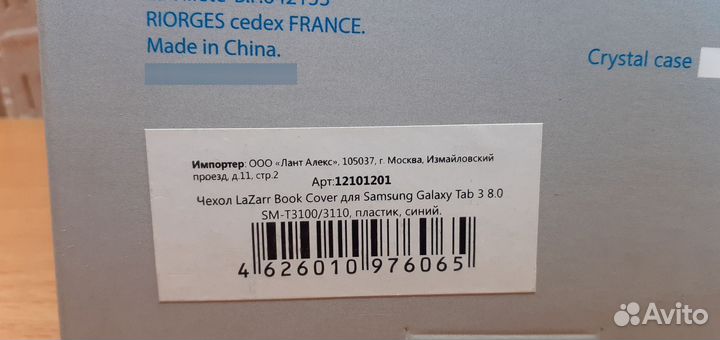 RIORGES cedex FRANCE.
Made in China.
Crystal case
Импортер: ООО «Лант Алекс», 105037, г. Москва, Измайловский
проезд, д.11, стр.2
Арт:12101201
Чехол LaZarr Book Cover для Samsung Galaxy Tab 3 8.0
SM-T3100/3110, пластик, синий.
4 626010 976065
Avito